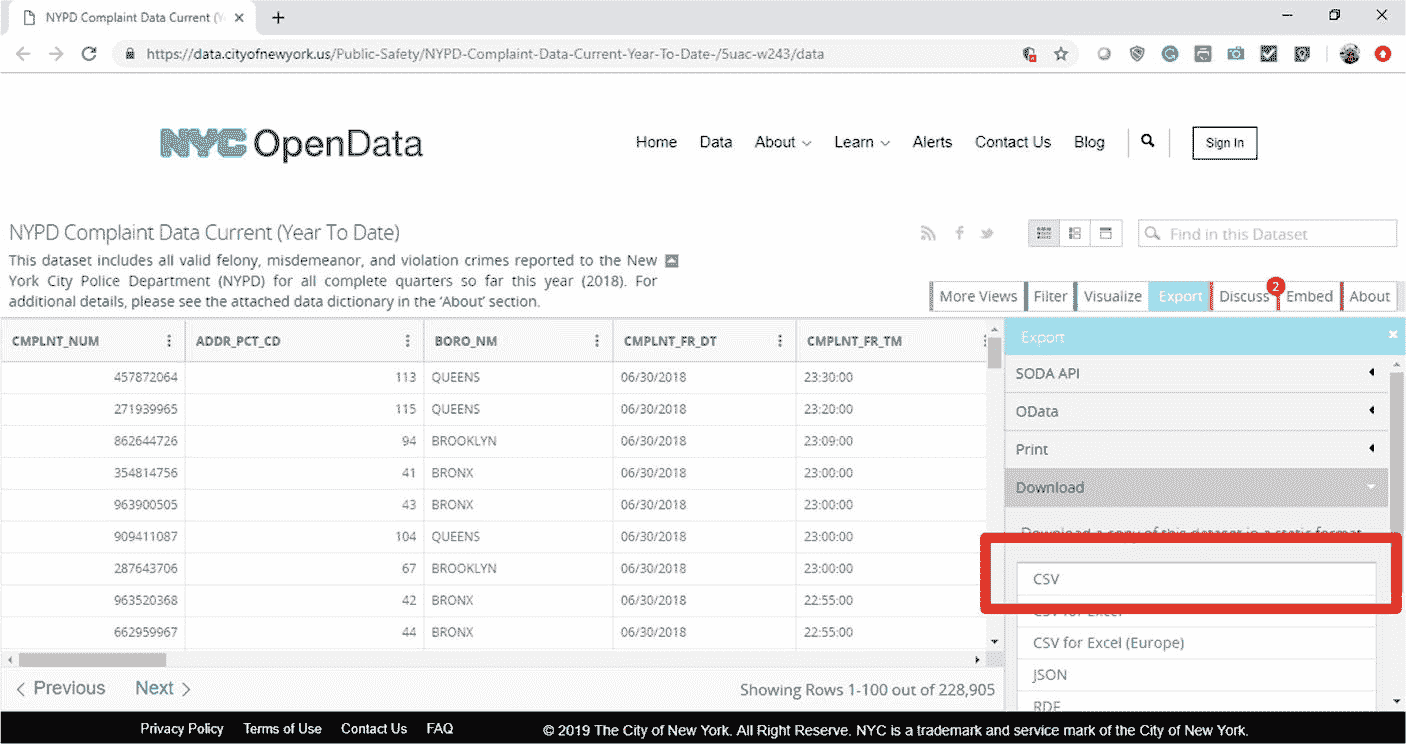 NYPD Complaint Data Current (Y
https://data.cityofnewyork.us/Public-Safety/NYPD-Complaint-Data-Current-Year-To-Date-/5uac-w243/data
NYC OpenData
Home Data About Learn Alerts Contact Us Blog Sign In
NYPD Complaint Data Current (Year To Date)
Find in this Dataset
This dataset includes all valid felony, misdemeanor, and violation crimes reported to the New
York City Police Department (NYPD) for all complete quarters so far this year (2018). For
additional details, please see the attached data dictionary in the ‘About’ section.
More Views Filter Visualize Export Discuss 2 Embed About
CMPLNT_NUM ADDR_PCT_CD BORO_NM CMPLNT_FR_DT CMPLNT_FR_TM
457872064 113 QUEENS 06/30/2018 23:30:00
271939965 115 QUEENS 06/30/2018 23:20:00
862644726 94 BROOKLYN 06/30/2018 23:09:00
354814756 41 BRONX 06/30/2018 23:00:00
963900505 43 BRONX 06/30/2018 23:00:00
909411087 104 QUEENS 06/30/2018 23:00:00
287643706 67 BROOKLYN 06/30/2018 23:00:00
963520368 42 BRONX 06/30/2018 22:55:00
662959967 44 BRONX 06/30/2018 22:55:00
Previous Next Showing Rows 1-100 out of 228,905
Export
SODA API
OData
Print
Download
Download a copy of this dataset in a static format
CSV
CSV for Excel
CSV for Excel (Europe)
JSON
RDF
Privacy Policy Terms of Use Contact Us FAQ © 2019 The City of New York. All Right Reserve. NYC is a trademark and service mark of the City of New York.